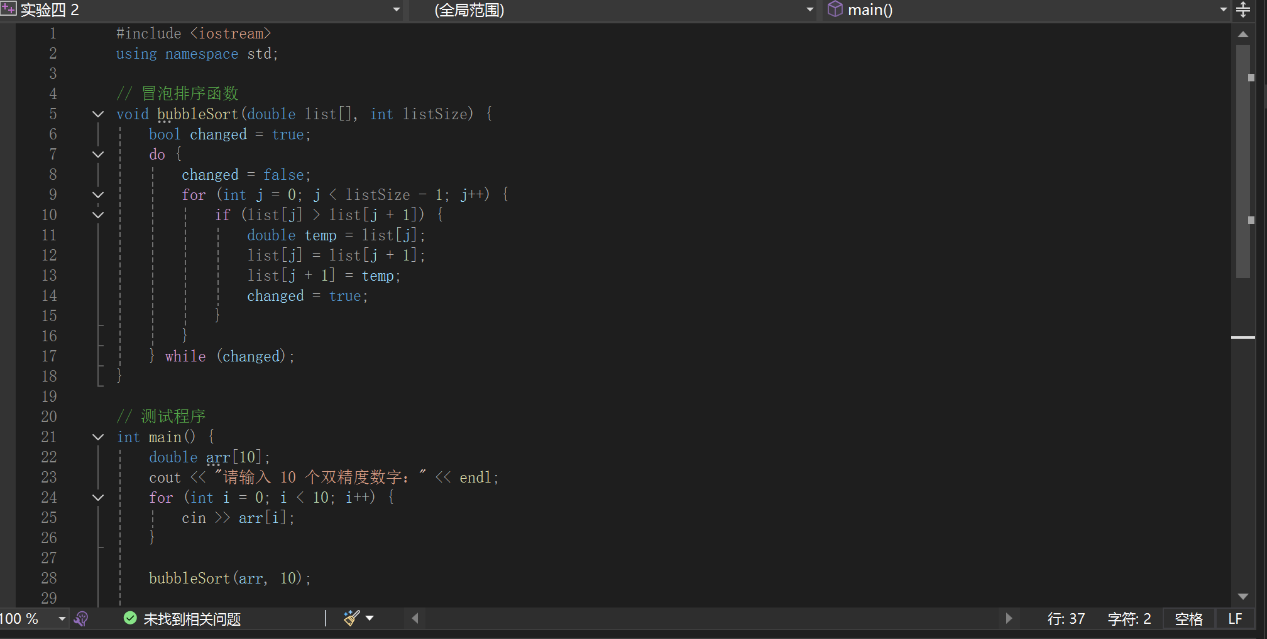 实验四 2 (全局范围) main()
1 #include <iostream>
2 using namespace std;
3
4 // 冒泡排序函数
5 void bubbleSort(double list[], int listSize) {
6 bool changed = true;
7 do {
8 changed = false;
9 for (int j = 0; j < listSize - 1; j++) {
10 if (list[j] > list[j + 1]) {
11 double temp = list[j];
12 list[j] = list[j + 1];
13 list[j + 1] = temp;
14 changed = true;
15 }
16 }
17 } while (changed);
18 }
19
20 // 测试程序
21 int main() {
22 double arr[10];
23 cout << "请输入 10 个双精度数字：" << endl;
24 for (int i = 0; i < 10; i++) {
25 cin >> arr[i];
26 }
27
28 bubbleSort(arr, 10);
29
100 % 未找到相关问题 行: 37 字符: 2 空格 LF